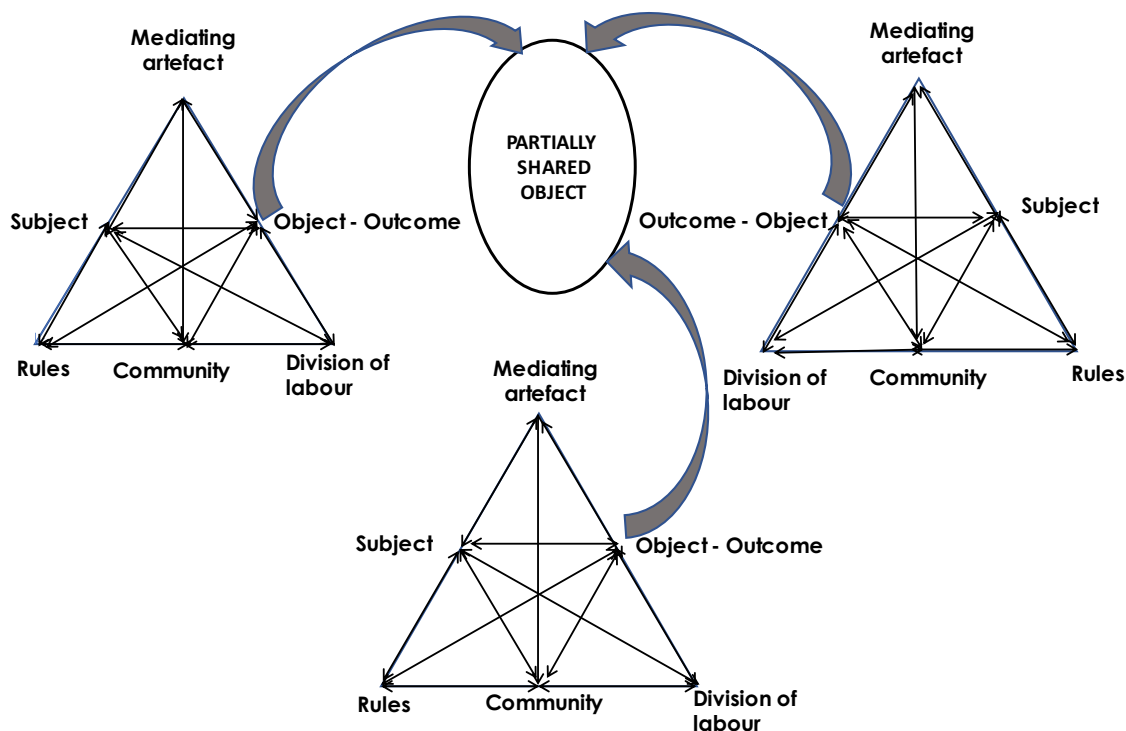 Mediating
artefact
Subject
Object - Outcome
Rules
Community
Division of
labour
PARTIALLY
SHARED
OBJECT
Mediating
artefact
Outcome - Object
Subject
Division of
labour
Community
Rules
Mediating
artefact
Subject
Object - Outcome
Rules
Community
Division of
labour